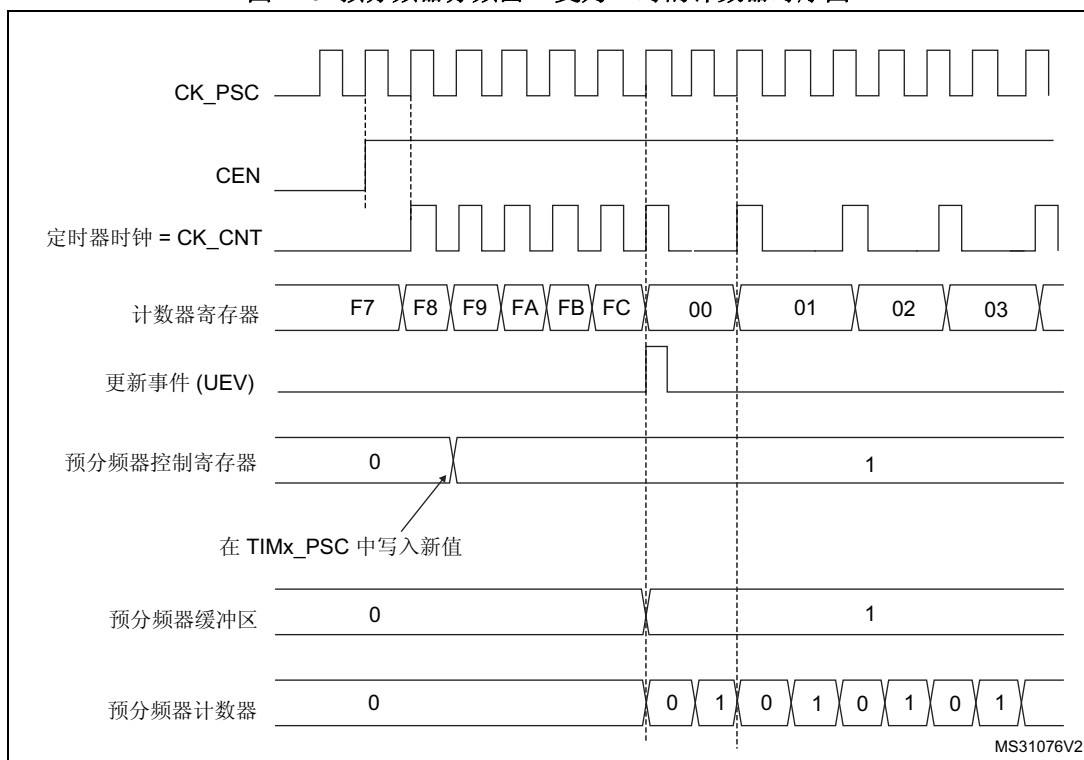 CK_PSC
CEN
定时器时钟 = CK_CNT
计数器寄存器 F7 F8 F9 FA FB FC 00 01 02 03
更新事件 (UEV)
预分频器控制寄存器 0 1
在 TIMx_PSC 中写入新值
预分频器缓冲区 0 1
预分频器计数器 0 0 1 0 1 0 1 0 1
MS31076V2